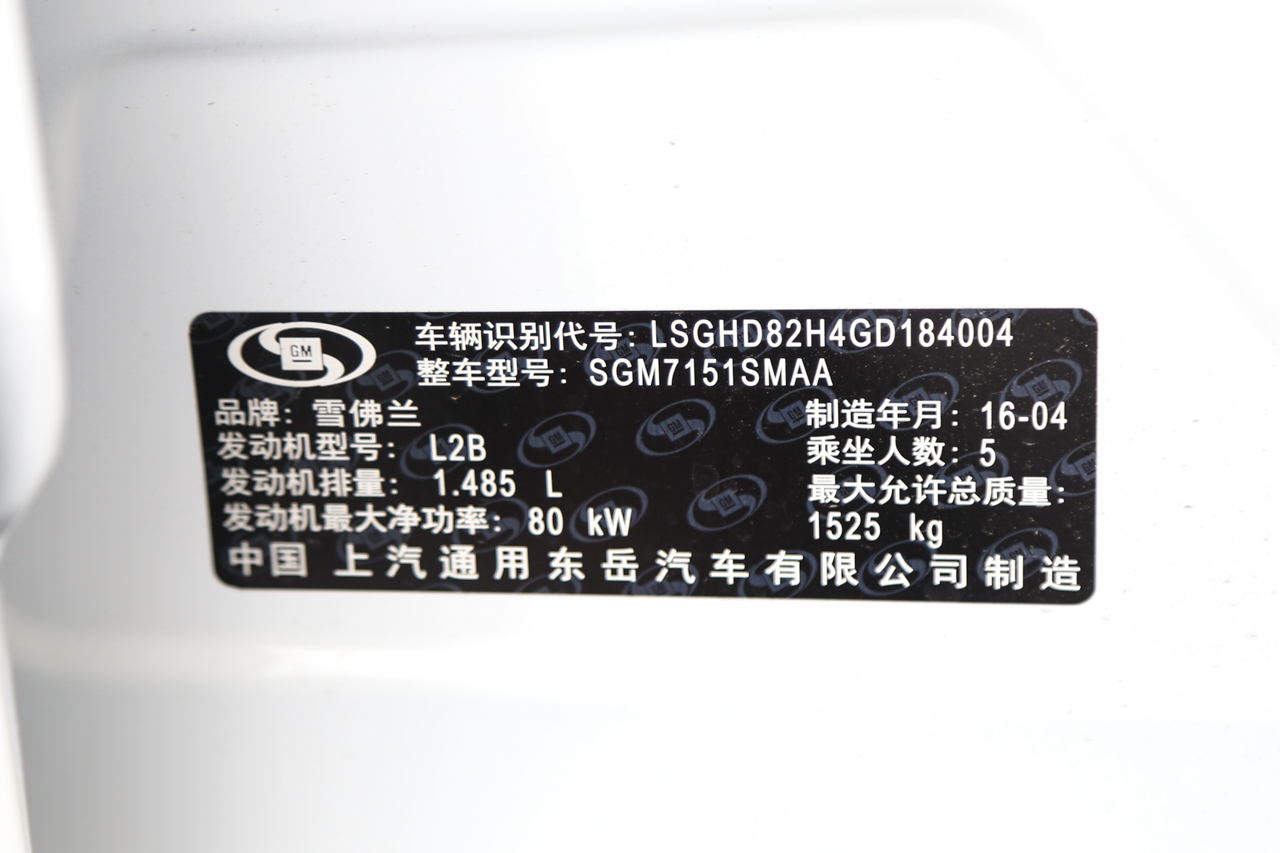 GM
车辆识别代号: LSGHD82H4GD184004
整车型号: SGM7151SMAA
品牌: 雪佛兰
制造年月: 16-04
发动机型号: L2B
乘坐人数: 5
发动机排量: 1.485 L
最大允许总质量:
1525 kg
发动机最大净功率: 80 kW
中国 上汽通用东岳汽车有限公司制造